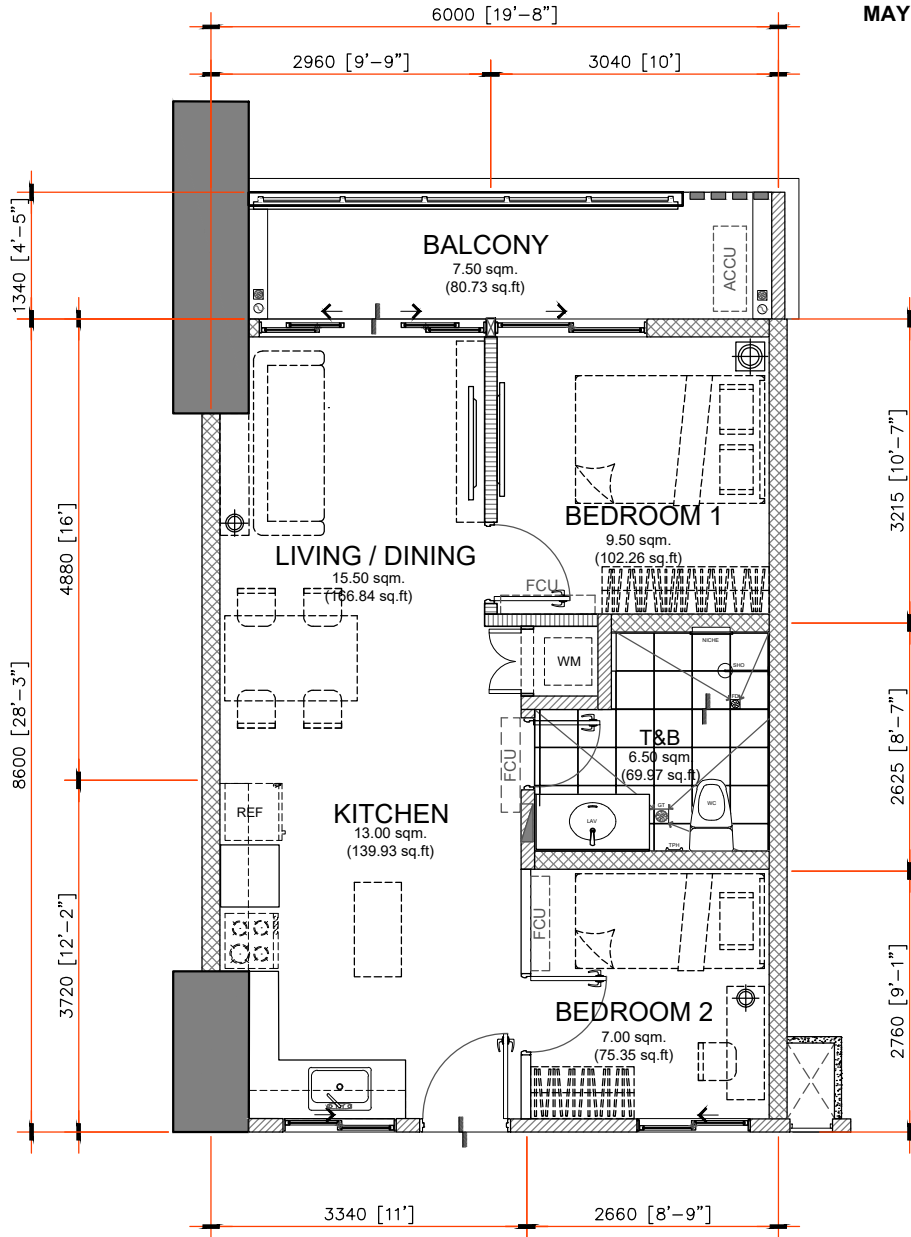 MAY
6000 [19'-8"]
2960 [9'-9"]
3040 [10']
1340 [4'-5"]
BALCONY
7.50 sqm.
(80.73 sq.ft)
ACCU
4880 [16']
8600 [28'-3"]
3720 [12'-2"]
3215 [10'-7"]
2625 [8'-7"]
2760 [9'-1"]
BEDROOM 1
9.50 sqm.
(102.26 sq.ft)
LIVING / DINING
15.50 sqm.
(166.84 sq.ft)
FCU
WM
NICHE
SHO
T&B
6.50 sqm.
(69.97 sq.ft)
FCU
REF
KITCHEN
13.00 sqm.
(139.93 sq.ft)
LAV
GT
WC
TPH
FCU
BEDROOM 2
7.00 sqm.
(75.35 sq.ft)
3340 [11']
2660 [8'-9"]